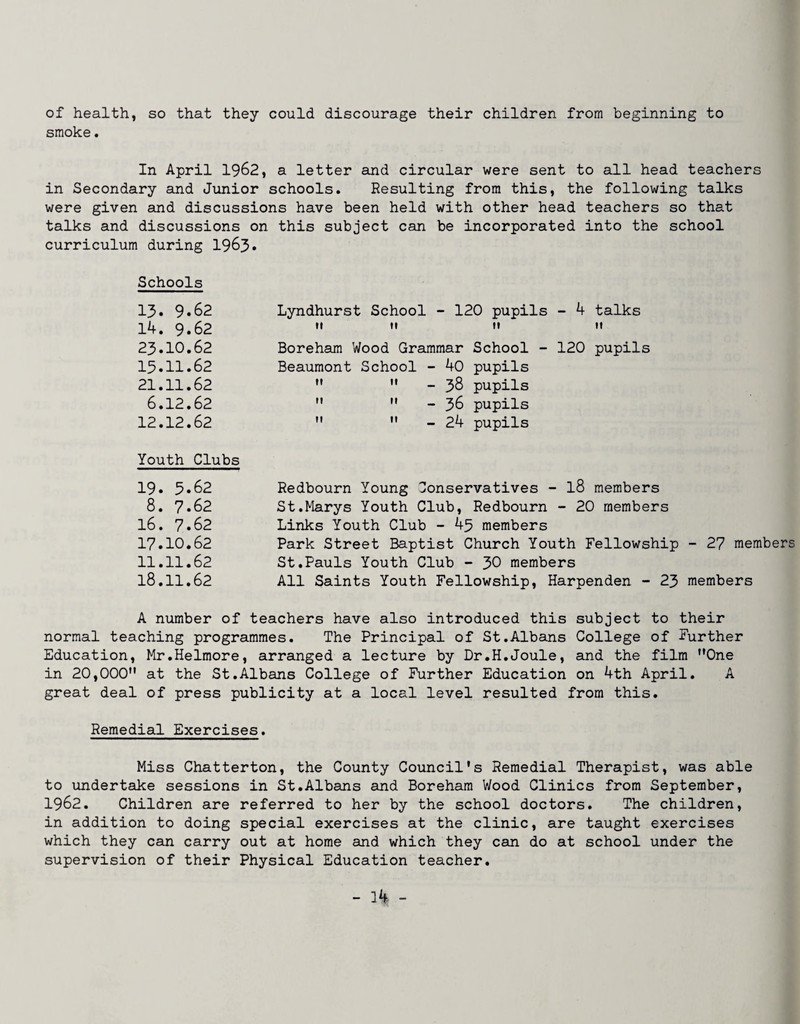 of health, so that they could discourage their children from beginning to
smoke.
In April 1962, a letter and circular were sent to all head teachers
in Secondary and Junior schools. Resulting from this, the following talks
were given and discussions have been held with other head teachers so that
talks and discussions on this subject can be incorporated into the school
curriculum during 1963.
Schools
13. 9.62 Lyndhurst School - 120 pupils - 4 talks
14. 9.62 " " " "
23.10.62 Boreham Wood Grammar School - 120 pupils
15.11.62 Beaumont School - 40 pupils
21.11.62 " " - 38 pupils
6.12.62 " " - 36 pupils
12.12.62 " " - 24 pupils
Youth Clubs
19. 5.62 Redbourn Young Conservatives - 18 members
8. 7.62 St.Marys Youth Club, Redbourn - 20 members
16. 7.62 Links Youth Club - 45 members
17.10.62 Park Street Baptist Church Youth Fellowship - 27 members
11.11.62 St.Pauls Youth Club - 30 members
18.11.62 All Saints Youth Fellowship, Harpenden - 23 members
A number of teachers have also introduced this subject to their
normal teaching programmes. The Principal of St.Albans College of Further
Education, Mr.Helmore, arranged a lecture by Dr.H.Joule, and the film "One
in 20,000" at the St.Albans College of Further Education on 4th April. A
great deal of press publicity at a local level resulted from this.
Remedial Exercises.
Miss Chatterton, the County Council's Remedial Therapist, was able
to undertake sessions in St.Albans and Boreham Wood Clinics from September,
1962. Children are referred to her by the school doctors. The children,
in addition to doing special exercises at the clinic, are taught exercises
which they can carry out at home and which they can do at school under the
supervision of their Physical Education teacher.
- 14 -